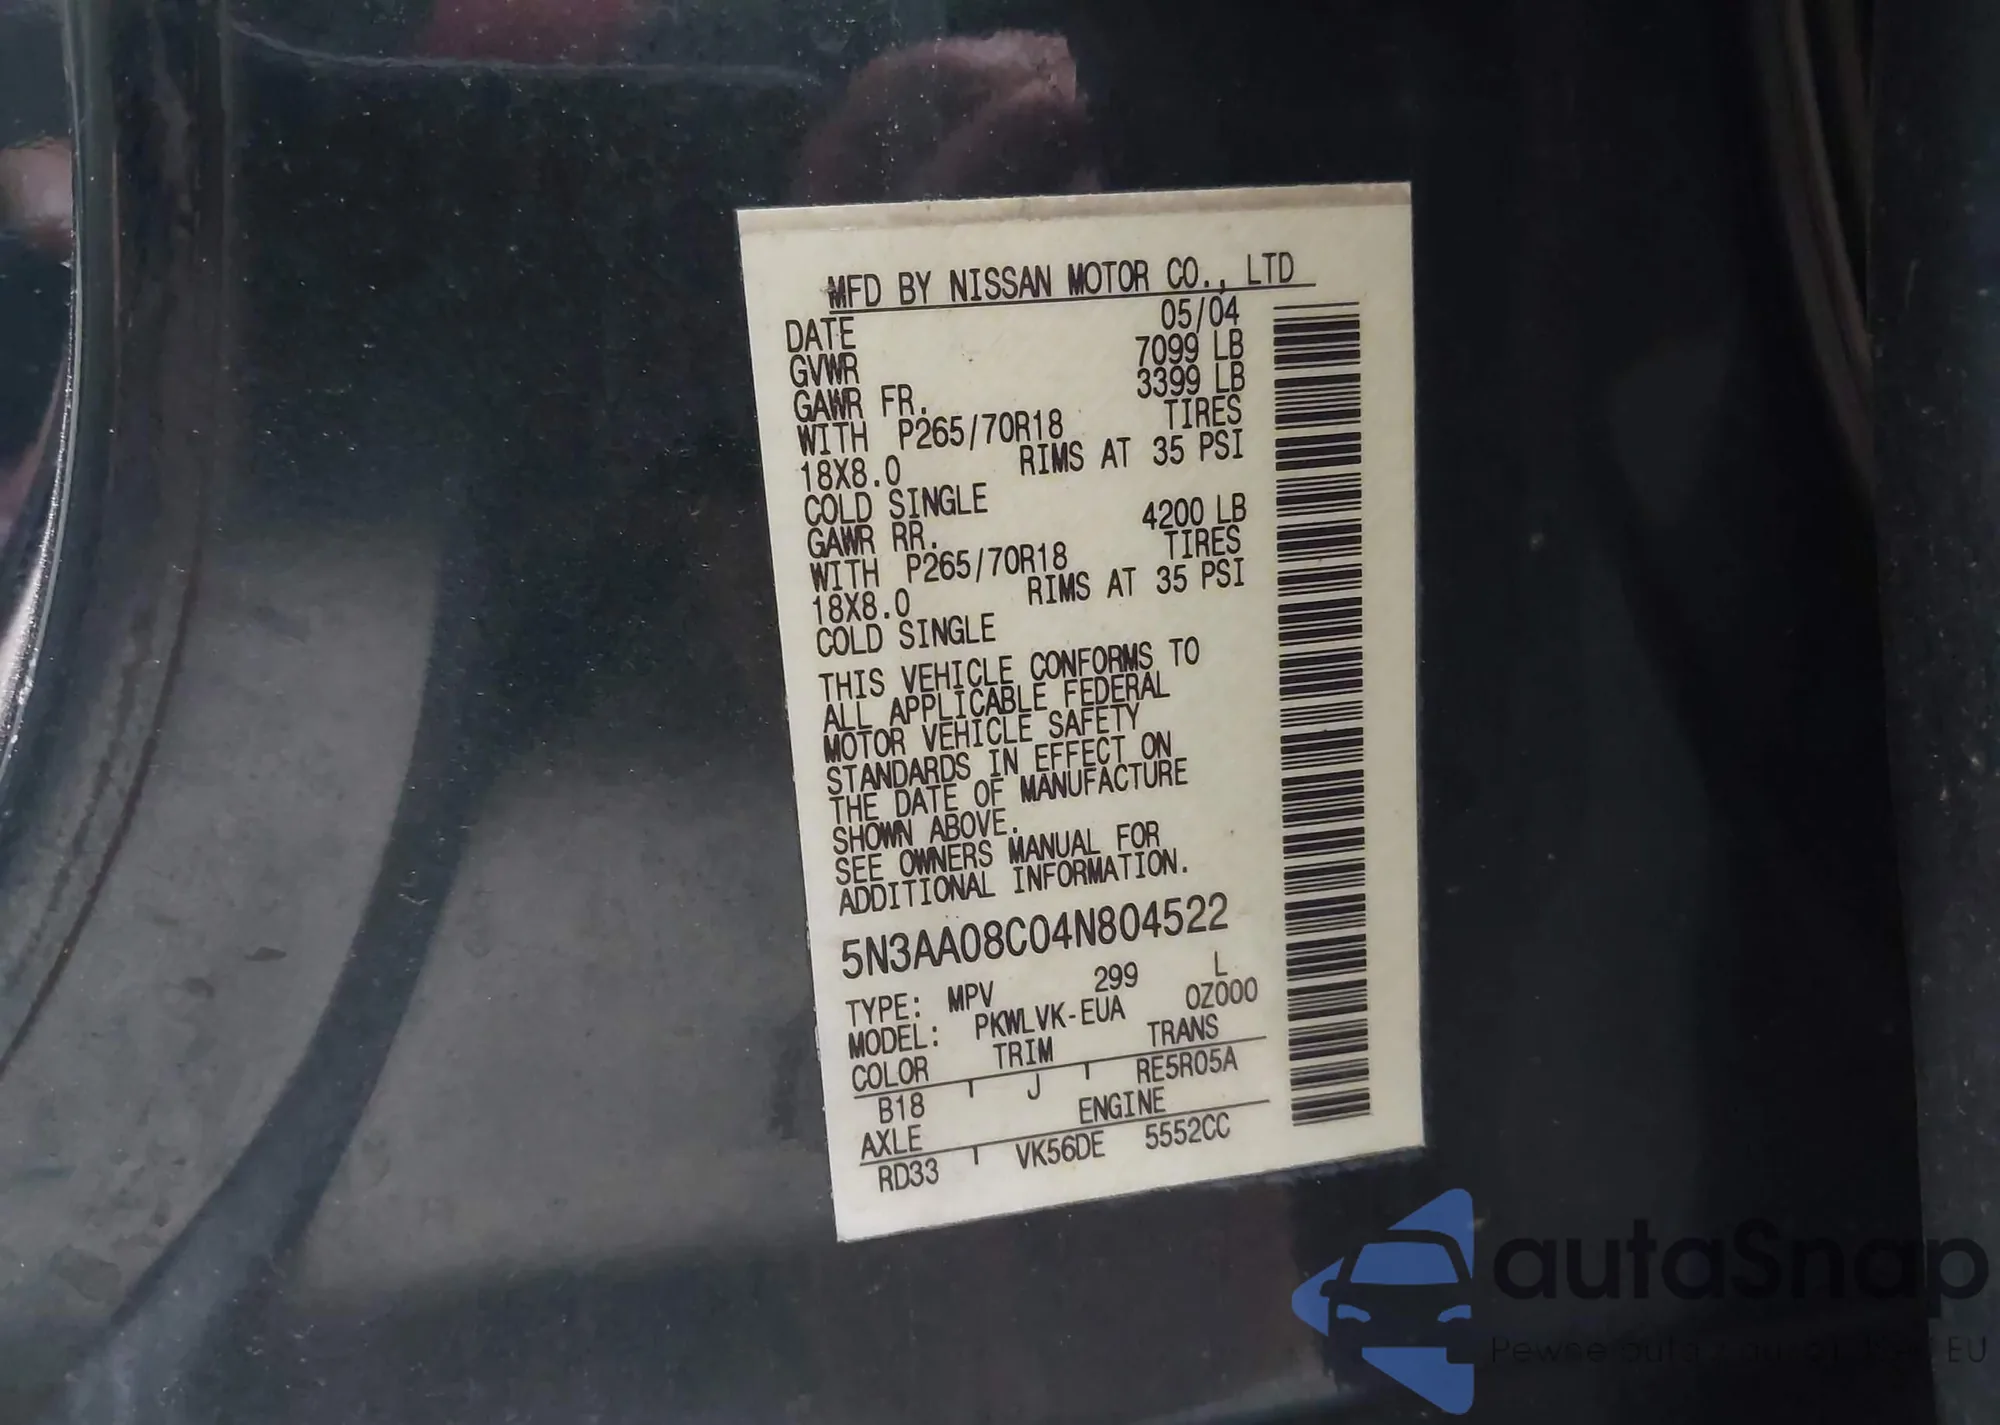 MFD BY NISSAN MOTOR CO., LTD
DATE 05/04
GVWR 7099 LB
GAWR FR. 3399 LB
WITH P265/70R18 TIRES
18X8.0 RIMS AT 35 PSI
COLD SINGLE
GAWR RR. 4200 LB
WITH P265/70R18 TIRES
18X8.0 RIMS AT 35 PSI
COLD SINGLE
THIS VEHICLE CONFORMS TO
ALL APPLICABLE FEDERAL
MOTOR VEHICLE SAFETY
STANDARDS IN EFFECT ON
THE DATE OF MANUFACTURE
SHOWN ABOVE.
SEE OWNERS MANUAL FOR
ADDITIONAL INFORMATION.
5N3AA08C04N804522
TYPE: MPV 299 L
MODEL: PKWLVK-EUA 0Z000
COLOR TRIM TRANS
B18 J RE5R05A
AXLE ENGINE
RD33 VK56DE 5552CC
autaSnap
Pewne auta EU